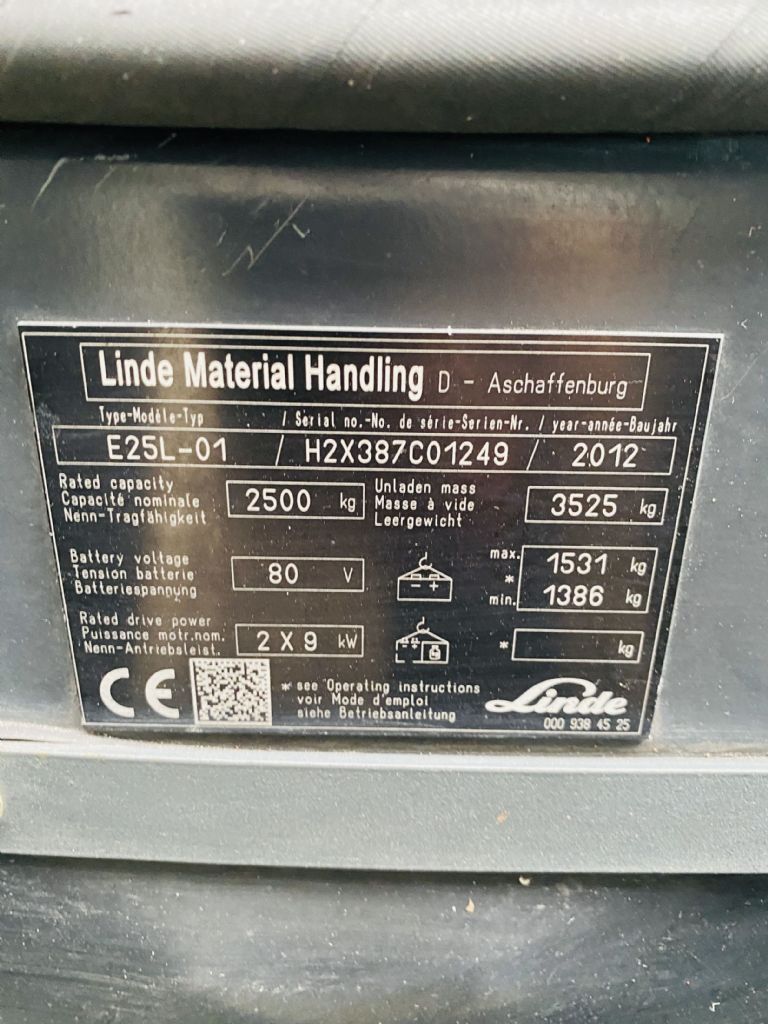 Linde Material Handling D - Aschaffenburg
Type-Modèle-Typ / Serial no.-No. de série-Serien-Nr. / year-année-Baujahr
E25L-01 / H2X387C01249 / 2012
Rated capacity
Capacité nominale
Nenn-Tragfähigkeit
2500 kg
Unladen mass
Masse à vide
Leergewicht
3525 kg
Battery voltage
Tension batterie
Batteriespannung
80 V
- +
max. 1531 kg
*
min. 1386 kg
Rated drive power
Puissance motr.nom.
Nenn-Antriebsleist.
2 X 9 kW
* kg
CE
* see Operating instructions
voir Mode d'emploi
siehe Betriebsanleitung
Linde
000 938 45 25